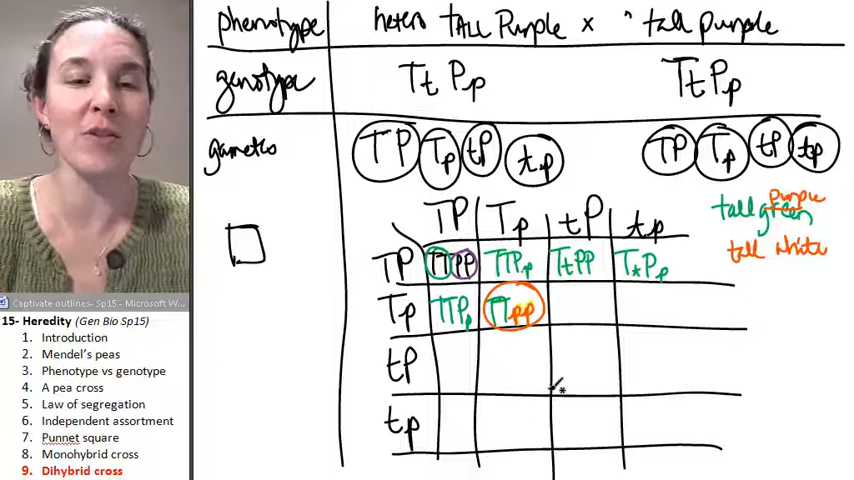 phenotype hetero TALL Purple x " tall purple
genotype Tt Pp TtPp
gametes TP Tp tP tp TP Tp tP tp
TP Tp tP tp
TP TTPP TTPp TtPP TtPp
Tp TTPp TTpp
tP
tp
Purple
tall green
tall white
Captivate outlines- Sp15 - Microsoft W...
15- Heredity (Gen Bio Sp15)
1. Introduction
2. Mendel's peas
3. Phenotype vs genotype
4. A pea cross
5. Law of segregation
6. Independent assortment
7. Punnet square
8. Monohybrid cross
9. Dihybrid cross